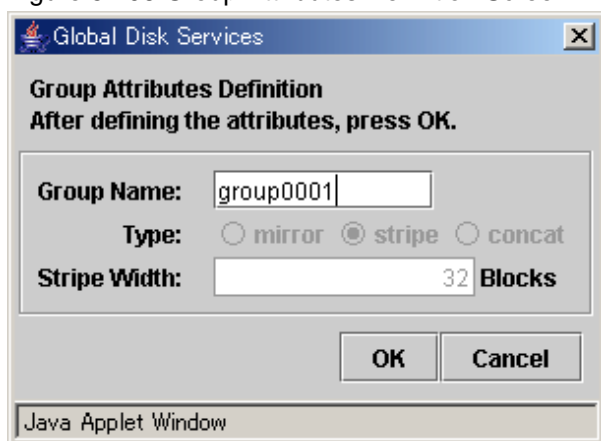 Global Disk Services
Group Attributes Definition
After defining the attributes, press OK.
Group Name: group0001
Type: mirror stripe concat
Stripe Width: 32 Blocks
OK Cancel
Java Applet Window